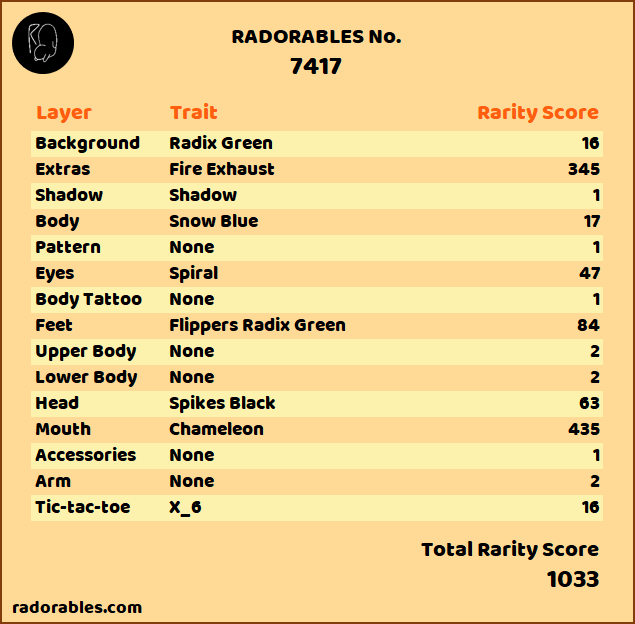 RADORABLES No.
7417
Layer Trait Rarity Score
Background Radix Green 16
Extras Fire Exhaust 345
Shadow Shadow 1
Body Snow Blue 17
Pattern None 1
Eyes Spiral 47
Body Tattoo None 1
Feet Flippers Radix Green 84
Upper Body None 2
Lower Body None 2
Head Spikes Black 63
Mouth Chameleon 435
Accessories None 1
Arm None 2
Tic-tac-toe X_6 16
Total Rarity Score
1033
radorables.com